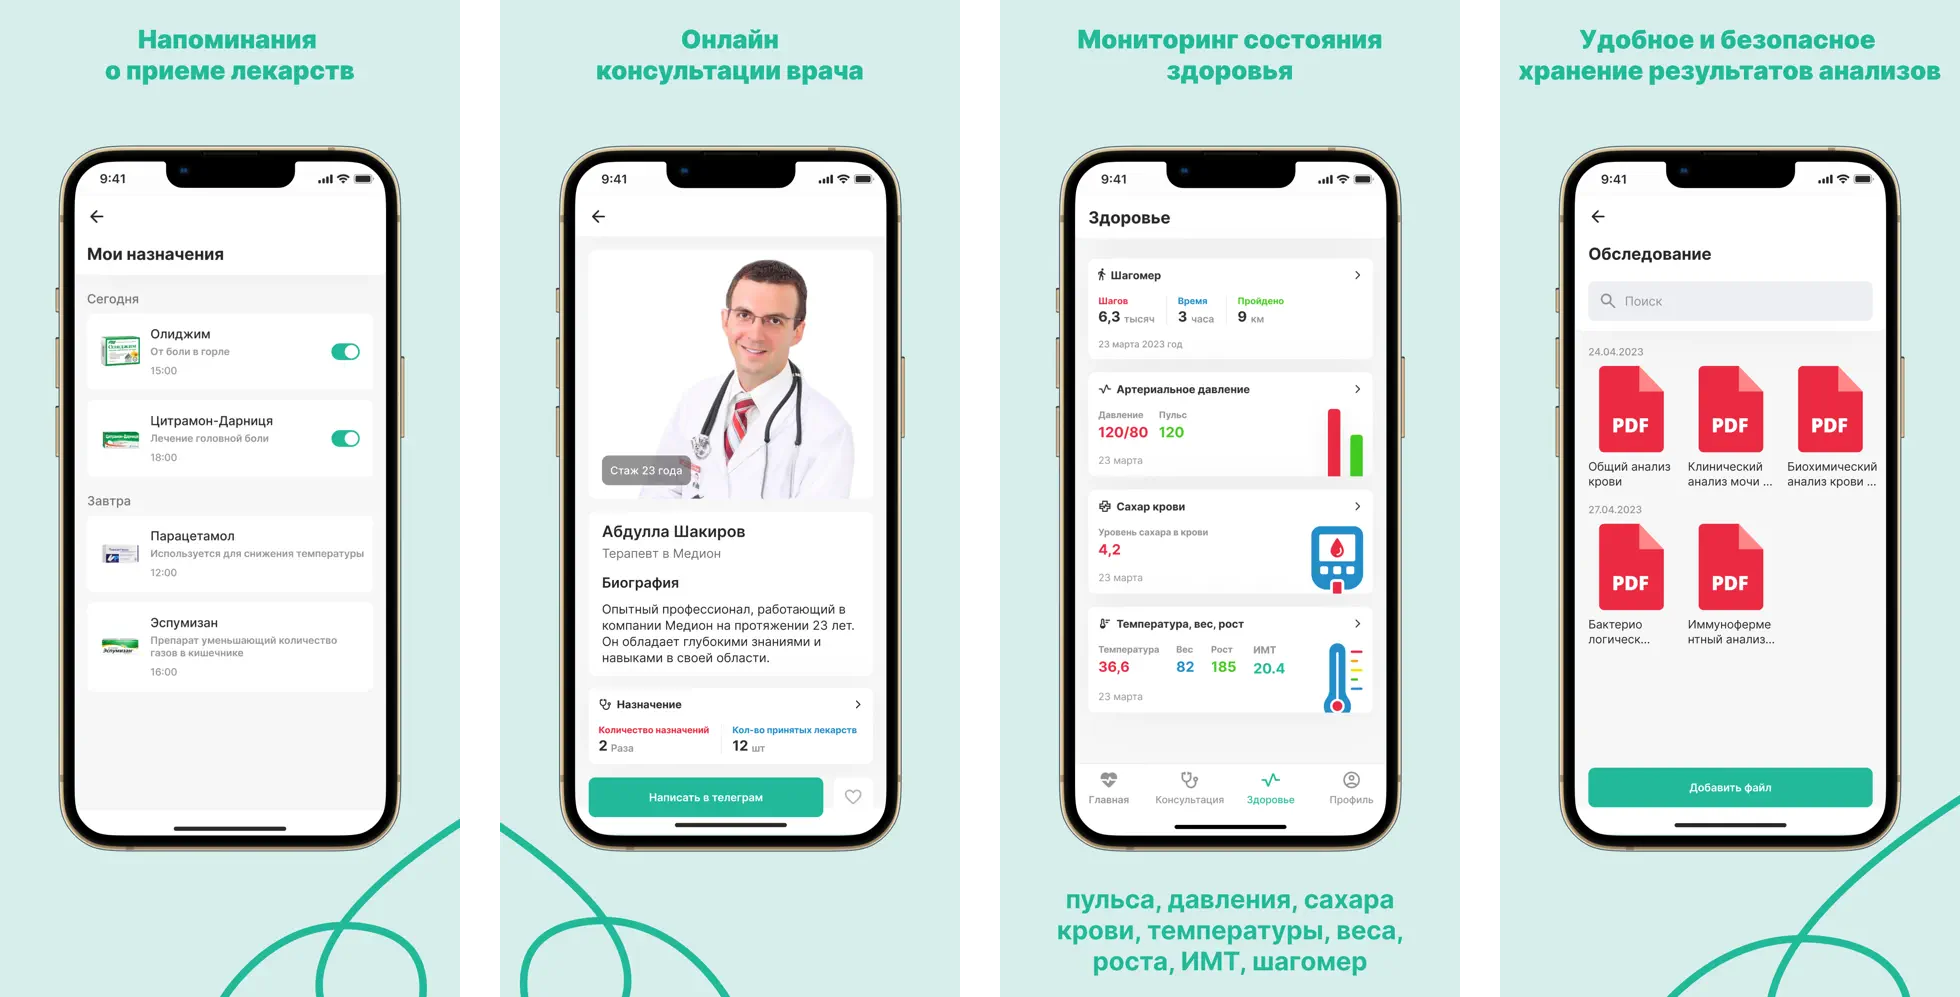 Напоминания
о приеме лекарств
9:41
Мои назначения
Сегодня
Олиджим
От боли в горле
15:00
Цитрамон-Дарниця
Лечение головной боли
18:00
Завтра
Парацетамол
Используется для снижения температуры
12:00
Эспумизан
Препарат уменьшающий количество
газов в кишечнике
16:00
Онлайн
консультации врача
9:41
Стаж 23 года
Абдулла Шакиров
Терапевт в Медион
Биография
Опытный профессионал, работающий в
компании Медион на протяжении 23 лет.
Он обладает глубокими знаниями и
навыками в своей области.
Назначение
Количество назначений
2 Раза
Кол-во принятых лекарств
12 шт
Написать в телеграм
Мониторинг состояния
здоровья
9:41
Здоровье
Шагомер
Шагов Время Пройдено
6,3 тысяч 3 часа 9 км
23 марта 2023 год
Артериальное давление
Давление Пульс
120/80 120
23 марта
Сахар крови
Уровень сахара в крови
4,2
23 марта
Температура, вес, рост
Температура Вес Рост ИМТ
36,6 82 185 20.4
23 марта
Главная Консультация Здоровье Профиль
пульса, давления, сахара
крови, температуры, веса,
роста, ИМТ, шагомер
Удобное и безопасное
хранение результатов анализов
9:41
Обследование
Поиск
24.04.2023
PDF PDF PDF
Общий анализ
крови
Клинический
анализ мочи ...
Биохимический
анализ крови ...
27.04.2023
PDF PDF
Бактерио
логическ...
Иммуноферме
нтный анализ...
Добавить файл